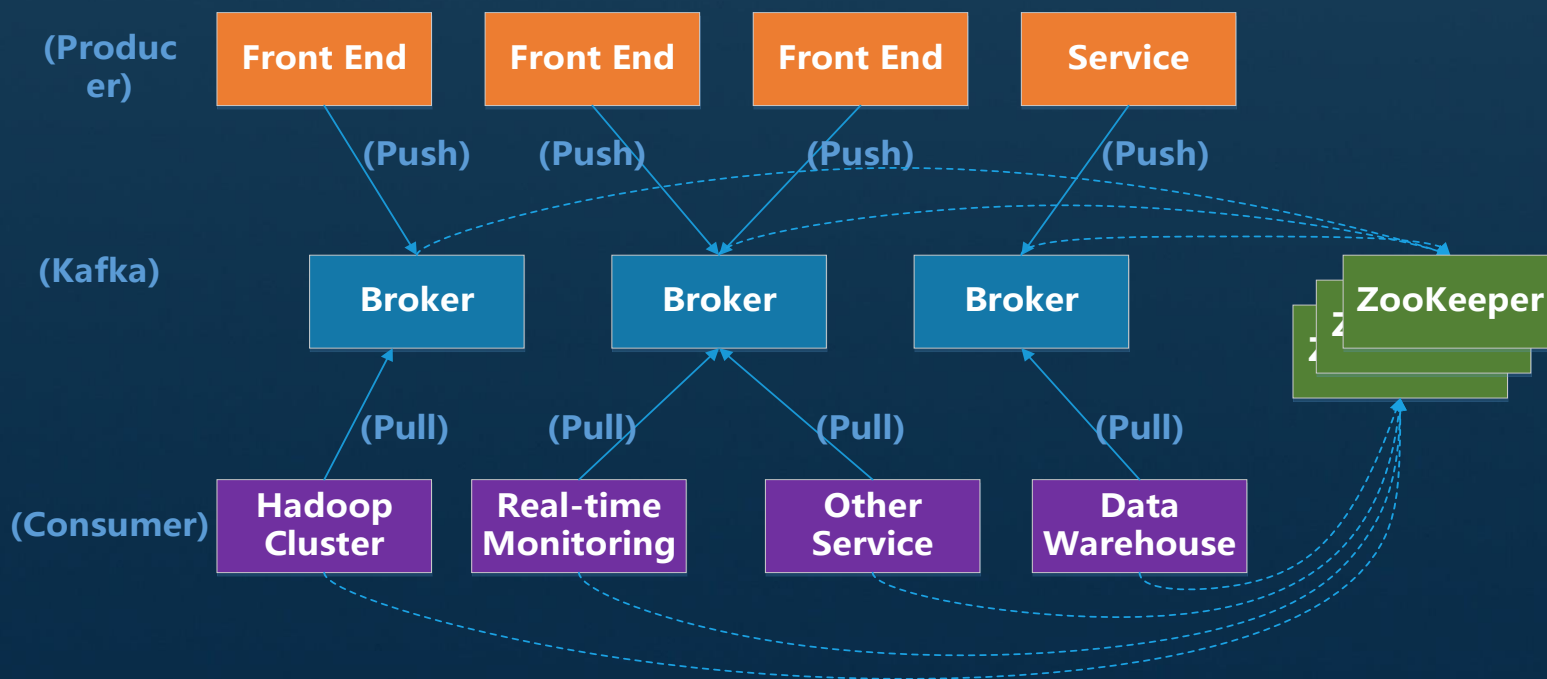 (Produc
er)
Front End
Front End
Front End
Service
(Push)
(Push)
(Push)
(Push)
(Kafka)
Broker
Broker
Broker
ZooKeeper
Z
Z
(Pull)
(Pull)
(Pull)
(Pull)
(Consumer)
Hadoop
Cluster
Real-time
Monitoring
Other
Service
Data
Warehouse